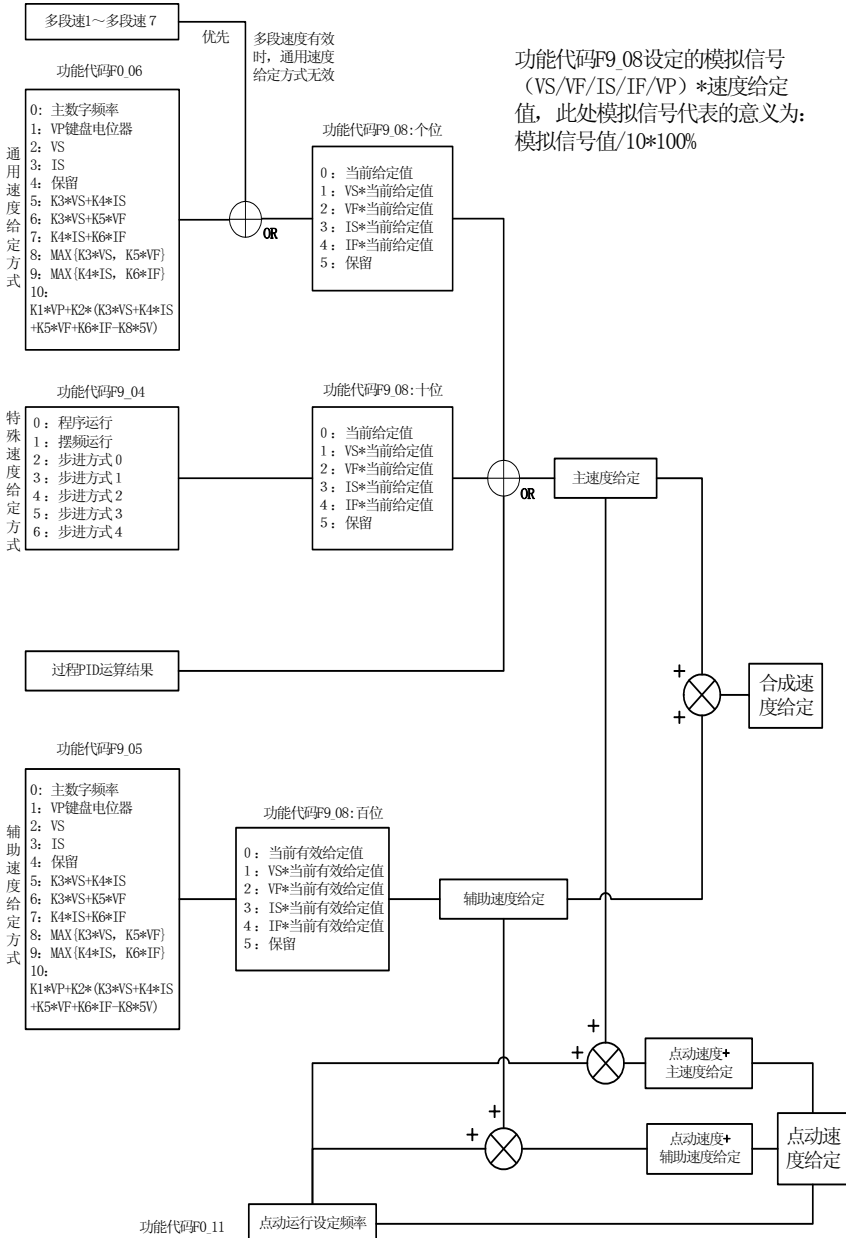 多段速1～多段速7
优先
多段速度有效
时，通用速度
给定方式无效
功能代码F9_08设定的模拟信号
（VS/VF/IS/IF/VP）*速度给定
值，此处模拟信号代表的意义为：
模拟信号值/10*100%
功能代码F0_06
通用速度给定方式
0: 主数字频率
1: VP键盘电位器
2: VS
3: IS
4: 保留
5: K3*VS+K4*IS
6: K3*VS+K5*VF
7: K4*IS+K6*IF
8: MAX{K3*VS, K5*VF}
9: MAX{K4*IS, K6*IF}
10:
K1*VP+K2*(K3*VS+K4*IS
+K5*VF+K6*IF-K8*5V)
OR
功能代码F9_08:个位
0：当前给定值
1：VS*当前给定值
2：VF*当前给定值
3：IS*当前给定值
4：IF*当前给定值
5：保留
功能代码F9_04
特殊速度给定方式
0：程序运行
1：摆频运行
2：步进方式0
3：步进方式1
4：步进方式2
5：步进方式3
6：步进方式4
功能代码F9_08:十位
0：当前给定值
1：VS*当前给定值
2：VF*当前给定值
3：IS*当前给定值
4：IF*当前给定值
5：保留
OR
主速度给定
过程PID运算结果
+
+
合成速
度给定
功能代码F9_05
辅助速度给定方式
0: 主数字频率
1: VP键盘电位器
2: VS
3: IS
4: 保留
5: K3*VS+K4*IS
6: K3*VS+K5*VF
7: K4*IS+K6*IF
8: MAX{K3*VS, K5*VF}
9: MAX{K4*IS, K6*IF}
10:
K1*VP+K2*(K3*VS+K4*IS
+K5*VF+K6*IF-K8*5V)
功能代码F9_08:百位
0：当前有效给定值
1：VS*当前有效给定值
2：VF*当前有效给定值
3：IS*当前有效给定值
4：IF*当前有效给定值
5：保留
辅助速度给定
+
+
点动速度+
主速度给定
+
+
点动速度+
辅助速度给定
点动速
度给定
功能代码F0_11
点动运行设定频率